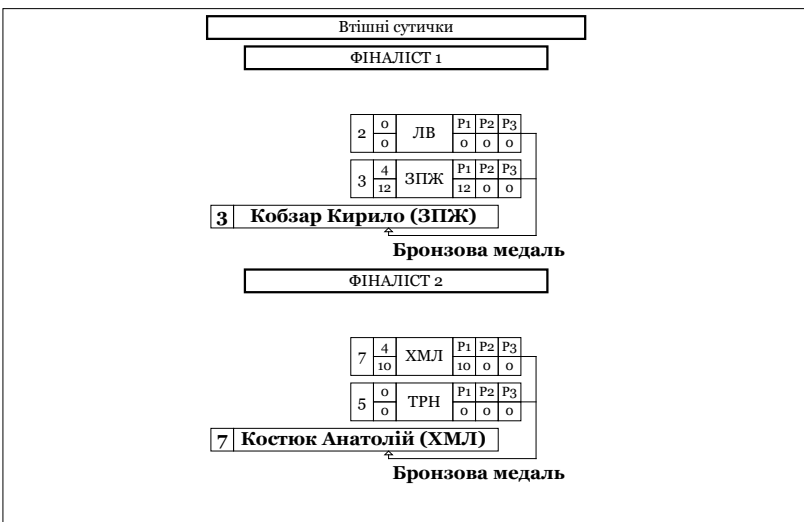 Втішні сутички
ФІНАЛІСТ 1
2 0 ЛВ P1 P2 P3
0 0 0 0
3 4 ЗПЖ P1 P2 P3
12 12 0 0
3 Кобзар Кирило (ЗПЖ)
Бронзова медаль
ФІНАЛІСТ 2
7 4 ХМЛ P1 P2 P3
10 10 0 0
5 0 ТРН P1 P2 P3
0 0 0 0
7 Костюк Анатолій (ХМЛ)
Бронзова медаль